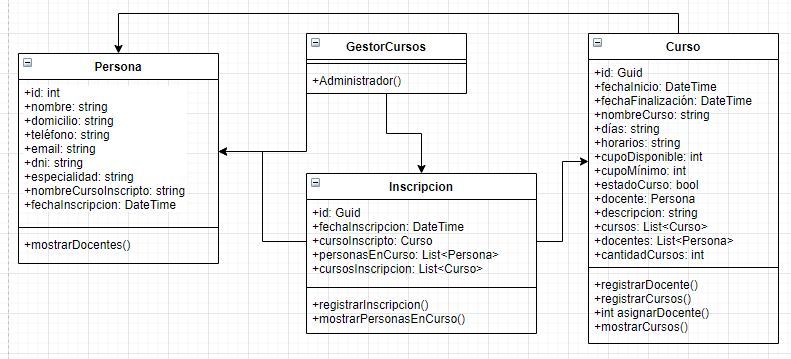 Persona
+id: int
+nombre: string
+domicilio: string
+teléfono: string
+email: string
+dni: string
+especialidad: string
+nombreCursoInscripto: string
+fechaInscripcion: DateTime
+mostrarDocentes()
GestorCursos
+Administrador()
Inscripcion
+id: Guid
+fechaInscripcion: DateTime
+cursoInscripto: Curso
+personasEnCurso: List<Persona>
+cursosInscripcion: List<Curso>
+registrarInscripcion()
+mostrarPersonasEnCurso()
Curso
+id: Guid
+fechaInicio: DateTime
+fechaFinalización: DateTime
+nombreCurso: string
+días: string
+horarios: string
+cupoDisponible: int
+cupoMínimo: int
+estadoCurso: bool
+docente: Persona
+descripcion: string
+cursos: List<Curso>
+docentes: List<Persona>
+cantidadCursos: int
+registrarDocente()
+registrarCursos()
+int asignarDocente()
+mostrarCursos()